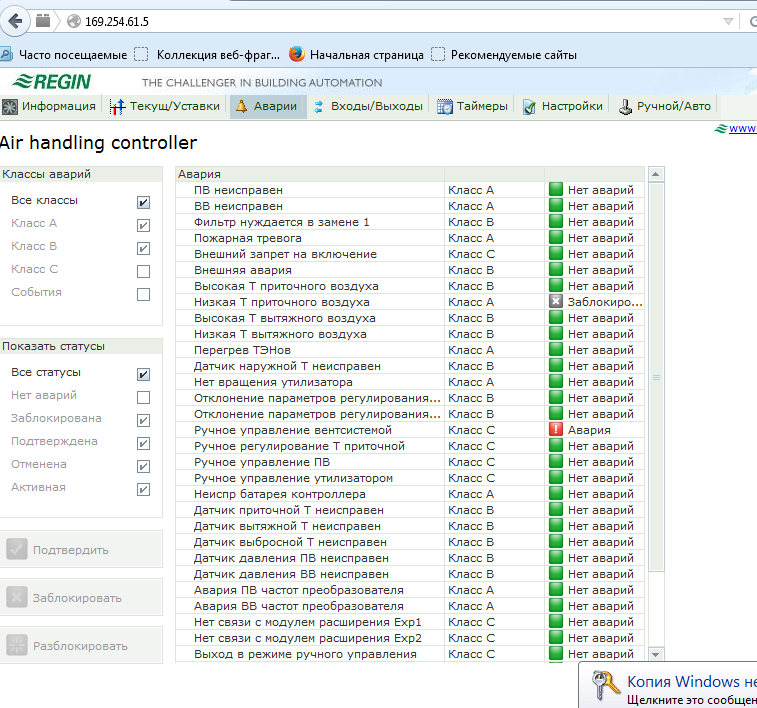 169.254.61.5
Часто посещаемые Коллекция веб-фраг... Начальная страница Рекомендуемые сайты
REGIN THE CHALLENGER IN BUILDING AUTOMATION
Информация Текущ/Уставки Аварии Входы/Выходы Таймеры Настройки Ручной/Авто
www
Air handling controller
Классы аварий
Все классы
Класс A
Класс B
Класс C
События
Показать статусы
Все статусы
Нет аварий
Заблокирована
Подтверждена
Отменена
Активная
Подтвердить
Заблокировать
Разблокировать
Авария
ПВ неисправен Класс A Нет аварий
ВВ неисправен Класс A Нет аварий
Фильтр нуждается в замене 1 Класс B Нет аварий
Пожарная тревога Класс A Нет аварий
Внешний запрет на включение Класс C Нет аварий
Внешняя авария Класс B Нет аварий
Высокая Т приточного воздуха Класс B Нет аварий
Низкая Т приточного воздуха Класс A Заблокиро...
Высокая Т вытяжного воздуха Класс B Нет аварий
Низкая Т вытяжного воздуха Класс B Нет аварий
Перегрев ТЭНов Класс A Нет аварий
Датчик наружной Т неисправен Класс B Нет аварий
Нет вращения утилизатора Класс A Нет аварий
Отклонение параметров регулирования... Класс B Нет аварий
Отклонение параметров регулирования... Класс B Нет аварий
Ручное управление вентсистемой Класс C Авария
Ручное регулирование Т приточной Класс C Нет аварий
Ручное управление ПВ Класс C Нет аварий
Ручное управление утилизатором Класс C Нет аварий
Неиспр батарея контроллера Класс A Нет аварий
Датчик приточной Т неисправен Класс B Нет аварий
Датчик вытяжной Т неисправен Класс B Нет аварий
Датчик выбросной Т неисправен Класс B Нет аварий
Датчик давления ПВ неисправен Класс B Нет аварий
Датчик давления ВВ неисправен Класс B Нет аварий
Авария ПВ частот преобразователя Класс A Нет аварий
Авария ВВ частот преобразователя Класс A Нет аварий
Нет связи с модулем расширения Exp1 Класс C Нет аварий
Нет связи с модулем расширения Exp2 Класс C Нет аварий
Выход в режиме ручного управления Класс C Нет аварий
Копия Windows не
Щелкните это сообщен